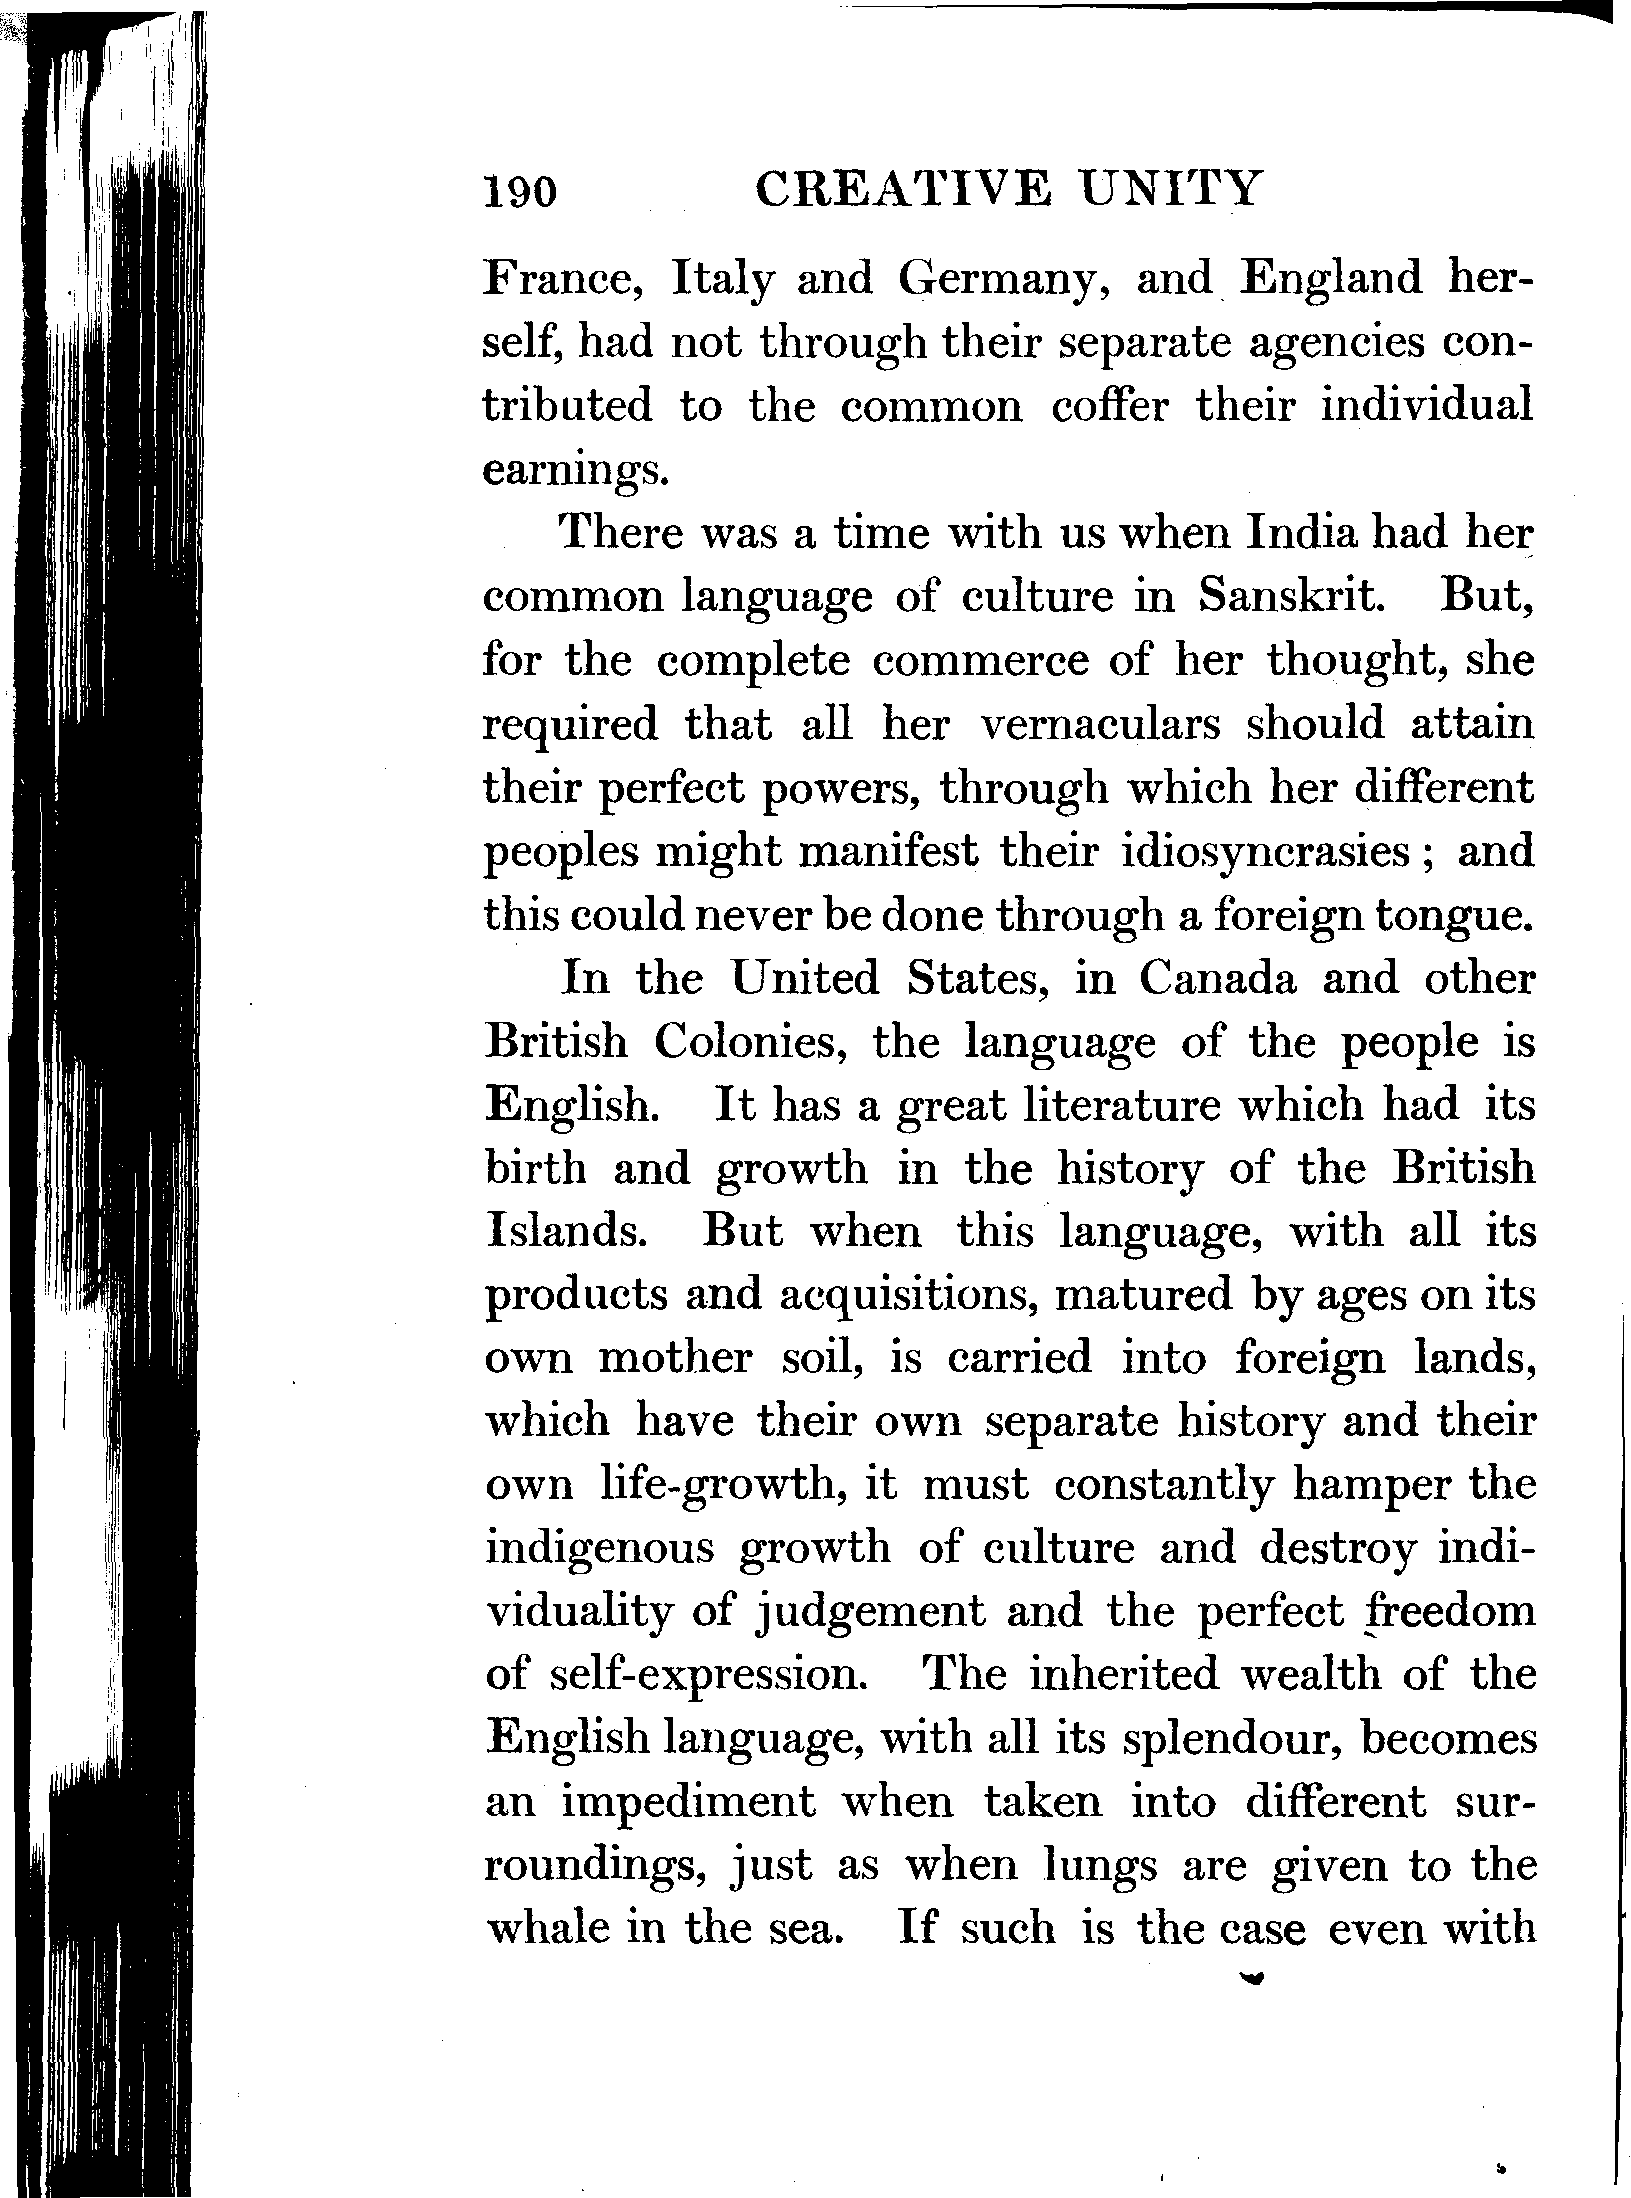 190 CREATIVE UNITY
France, Italy and Germany, and England her-
self, had not through their separate agencies con-
tributed to the common coffer their individual
earnings.
There was a time with us when India had her
common language of culture in Sanskrit. But,
for the complete commerce of her thought, she
required that all her vernaculars should attain
their perfect powers, through which her different
peoples might manifest their idiosyncrasies ; and
this could never be done through a foreign tongue.
In the United States, in Canada and other
British Colonies, the language of the people is
English. It has a great literature which had its
birth and growth in the history of the British
Islands. But when this language, with all its
products and acquisitions, matured by ages on its
own mother soil, is carried into foreign lands,
which have their own separate history and their
own life-growth, it must constantly hamper the
indigenous growth of culture and destroy indi-
viduality of judgement and the perfect freedom
of self-expression. The inherited wealth of the
English language, with all its splendour, becomes
an impediment when taken into different sur-
roundings, just as when lungs are given to the
whale in the sea. If such is the case even with